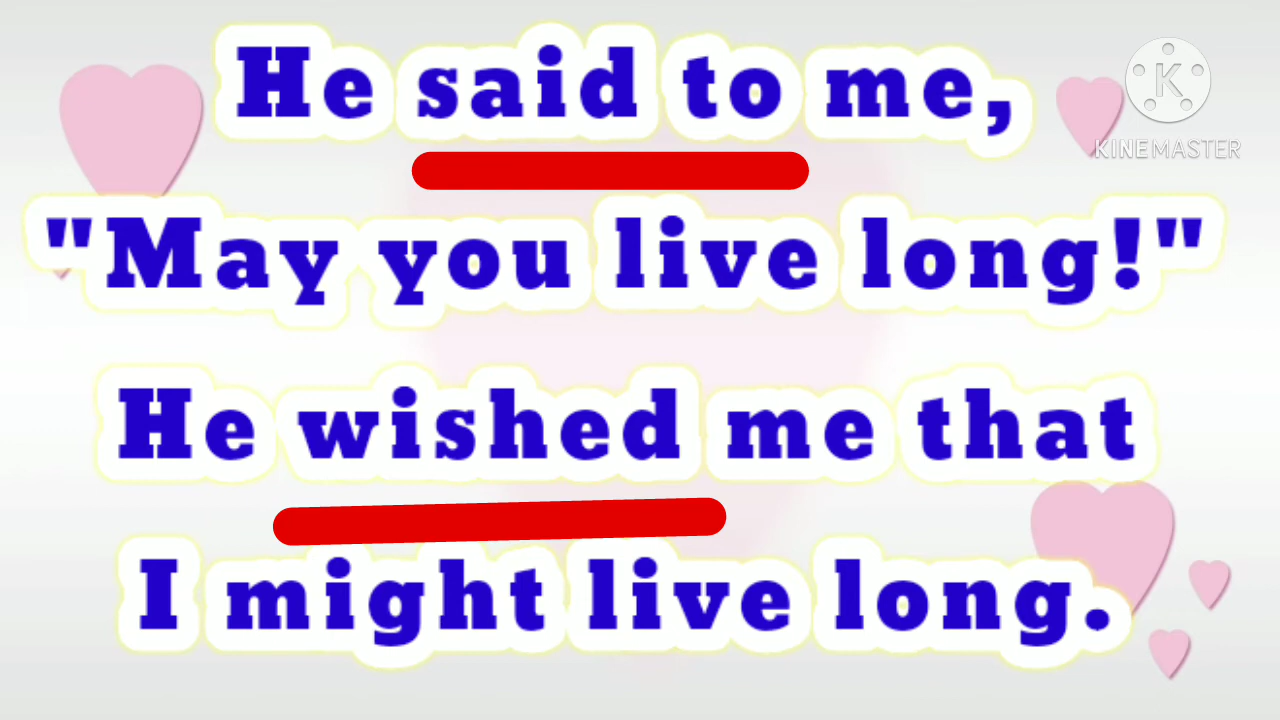 He said to me,
"May you live long!"
He wished me that
I might live long.
K
KINEMASTER